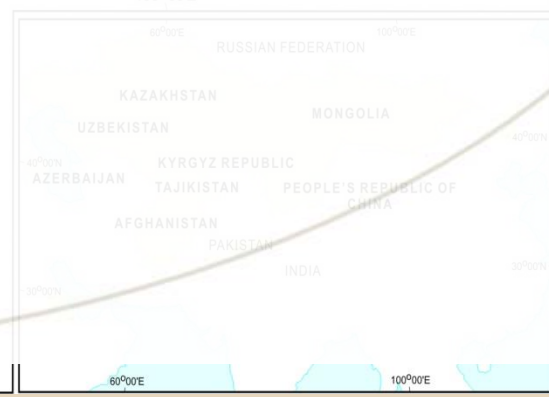 60°00'E 100°00'E
RUSSIAN FEDERATION
KAZAKHSTAN
MONGOLIA
UZBEKISTAN
40°00'N
40°00'N
KYRGYZ REPUBLIC
AZERBAIJAN
TAJIKISTAN
PEOPLE'S REPUBLIC OF
CHINA
AFGHANISTAN
PAKISTAN
INDIA
30°00'N
30°00'N
60°00'E 100°00'E